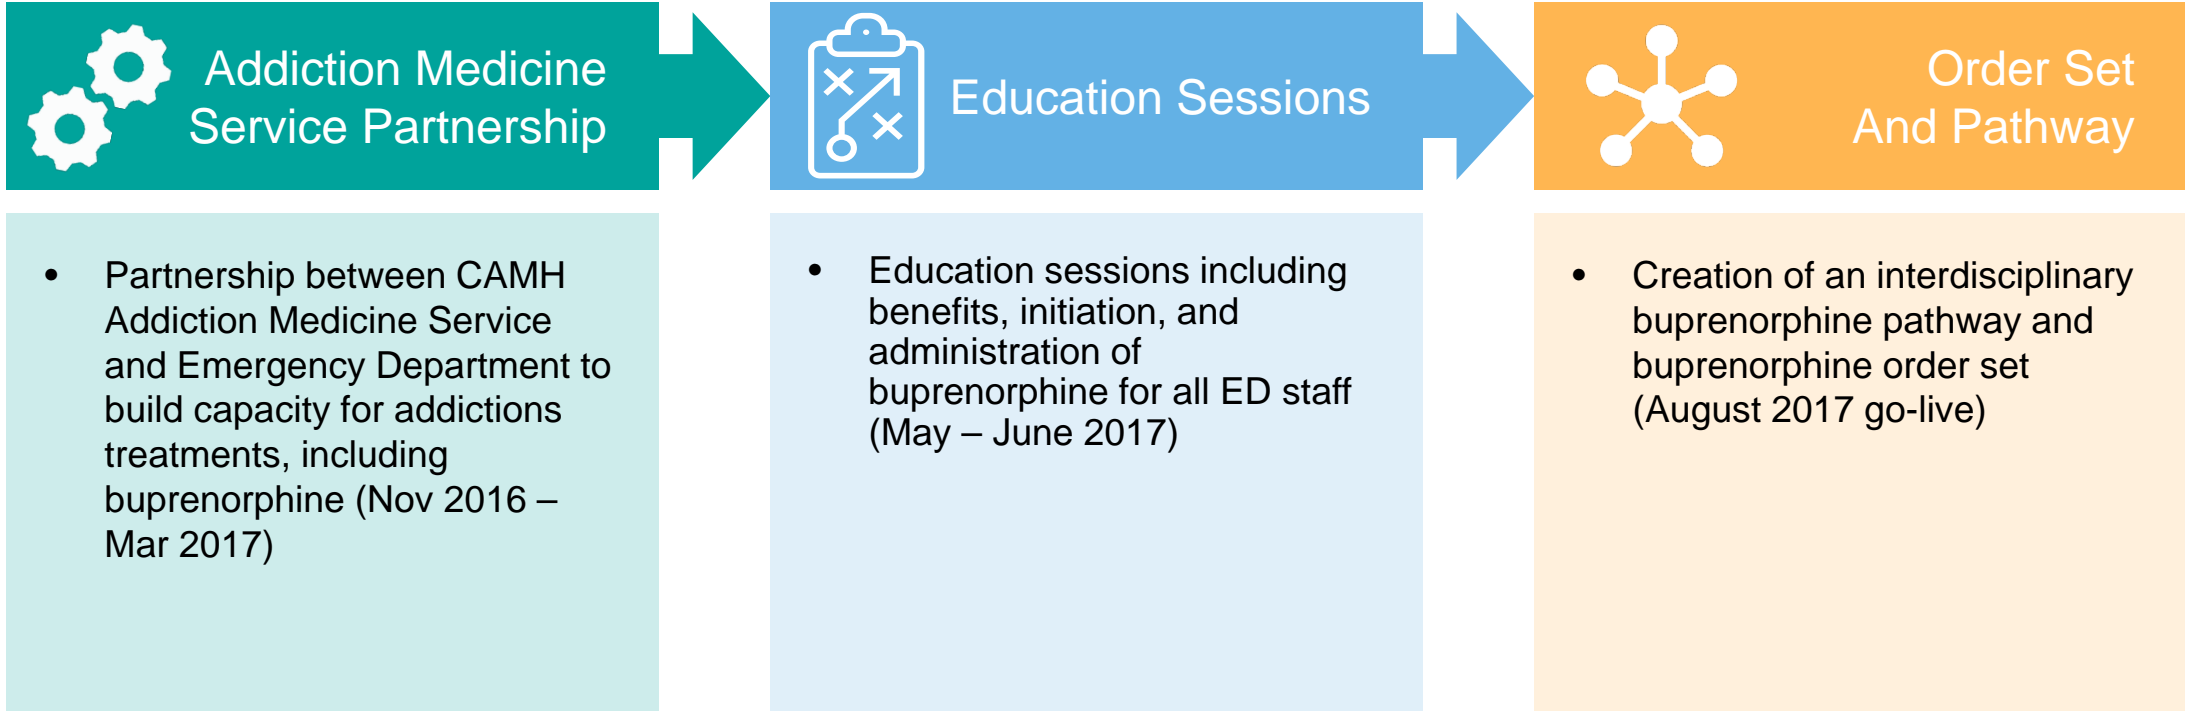 Addiction Medicine
Service Partnership
Education Sessions
Order Set
And Pathway
• Partnership between CAMH
Addiction Medicine Service
and Emergency Department to
build capacity for addictions
treatments, including
buprenorphine (Nov 2016 –
Mar 2017)
• Education sessions including
benefits, initiation, and
administration of
buprenorphine for all ED staff
(May – June 2017)
• Creation of an interdisciplinary
buprenorphine pathway and
buprenorphine order set
(August 2017 go-live)